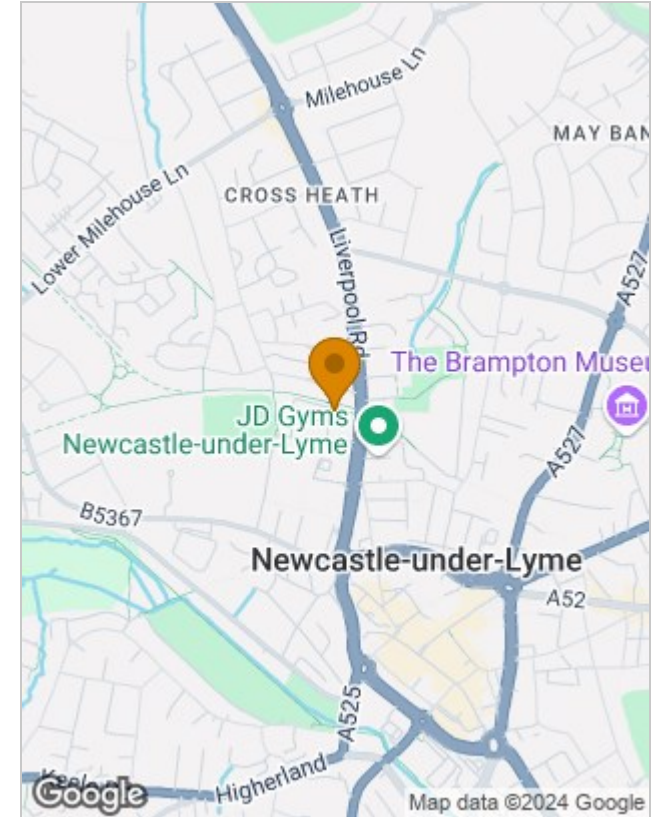 Milehouse Ln
MAY BAN
Lower Milehouse Ln
CROSS HEATH
Liverpool Rd
A527
The Brampton Museu
JD Gyms
Newcastle-under-Lyme
A527
B5367
Newcastle-under-Lyme
A52
A525
Higherland
Google
Map data ©2024 Google